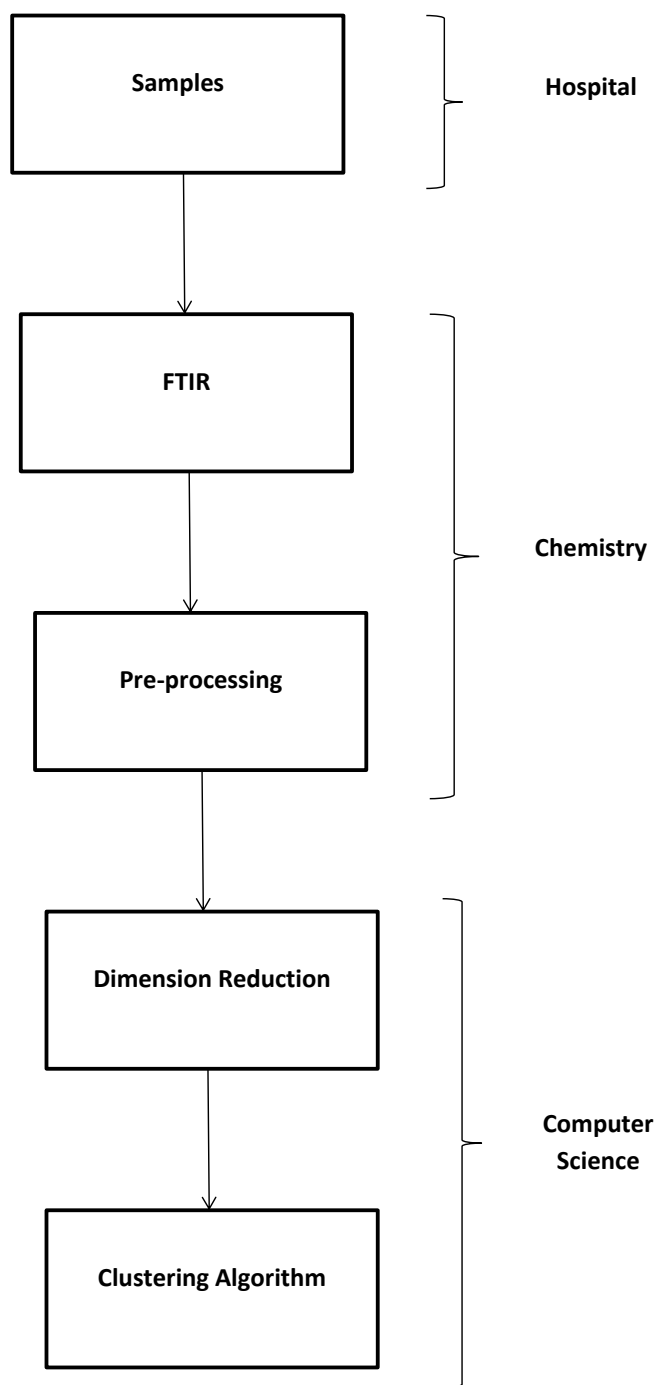 Samples
Hospital
FTIR
Chemistry
Pre-processing
Dimension Reduction
Computer
Science
Clustering Algorithm